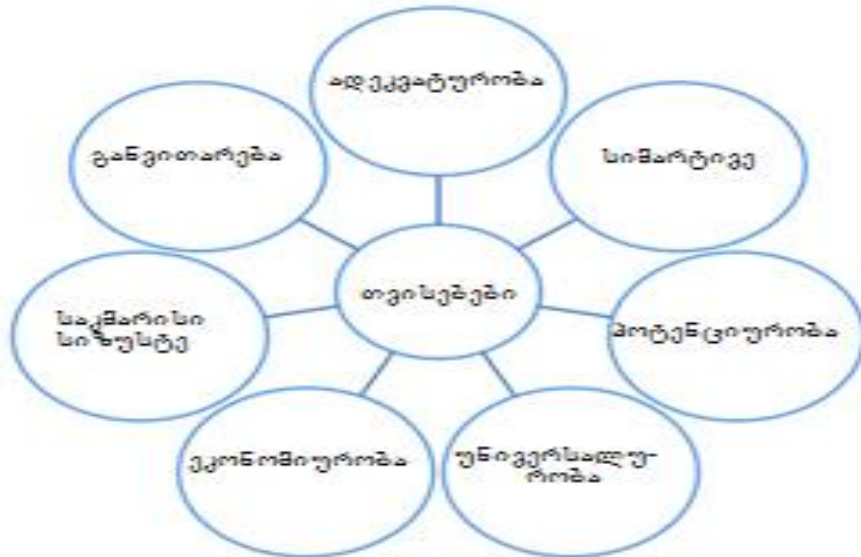 ადეკვატურობა
განვითარება
სიმარტივე
თვისებები
საკმარისი
სიზუსტე
პოტენციურობა
ეკონომიურობა
უნივერსალუ-
რობა